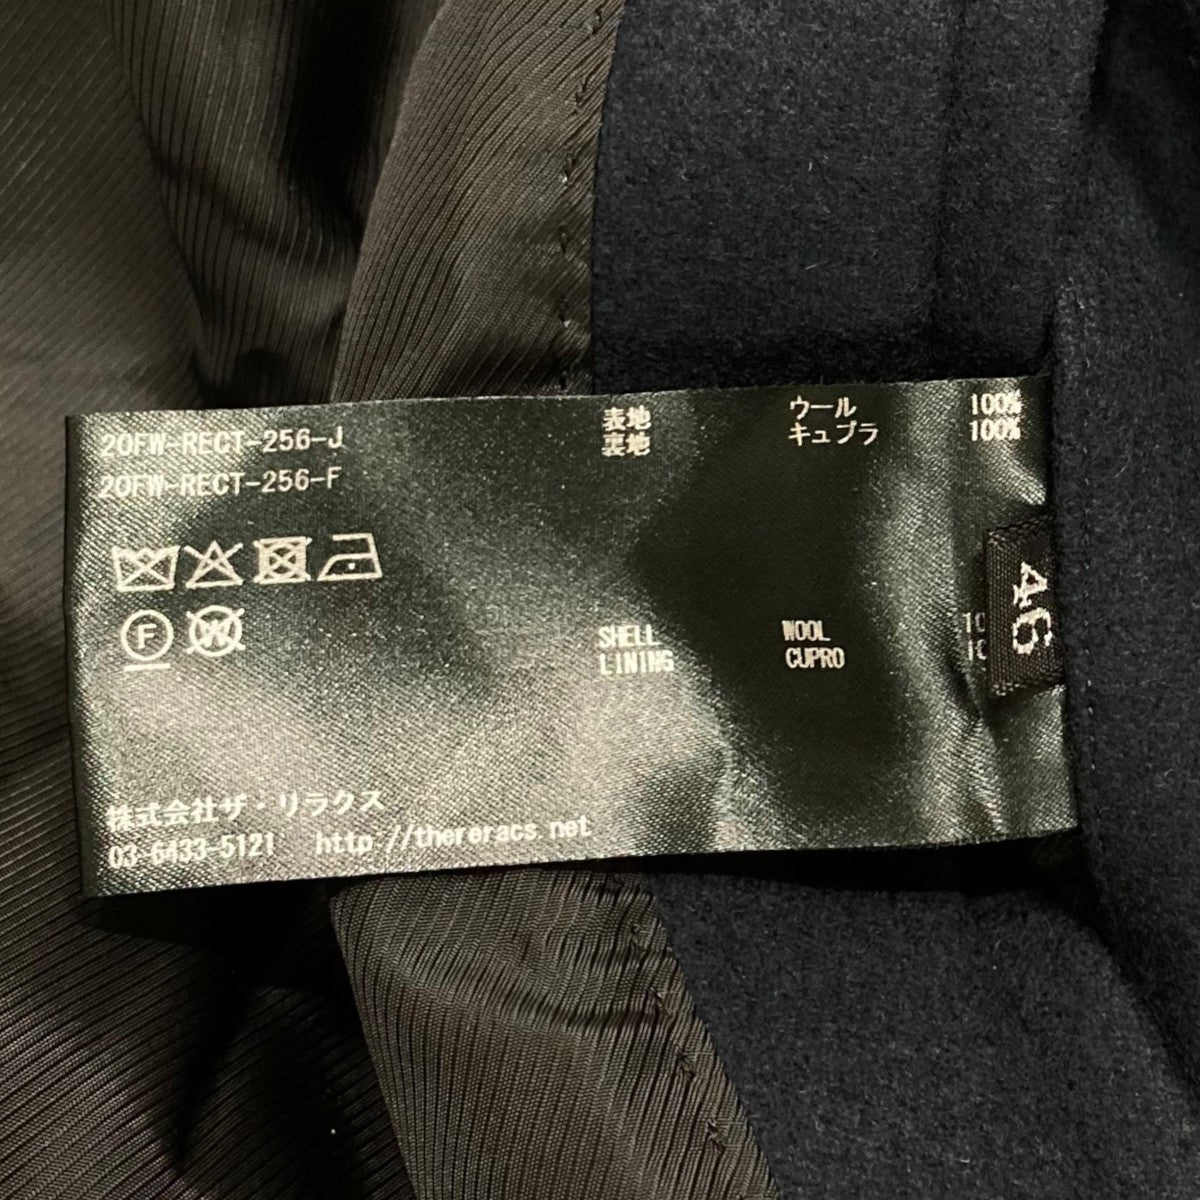 20FW-RECT-256-J
20FW-RECT-256-F
表地 ウール 100%
裏地 キュプラ 100%
F
W
SHELL WOOL
LINING CUPRO
46
株式会社ザ・リラクス
03-6433-5121 http://thereracs.net